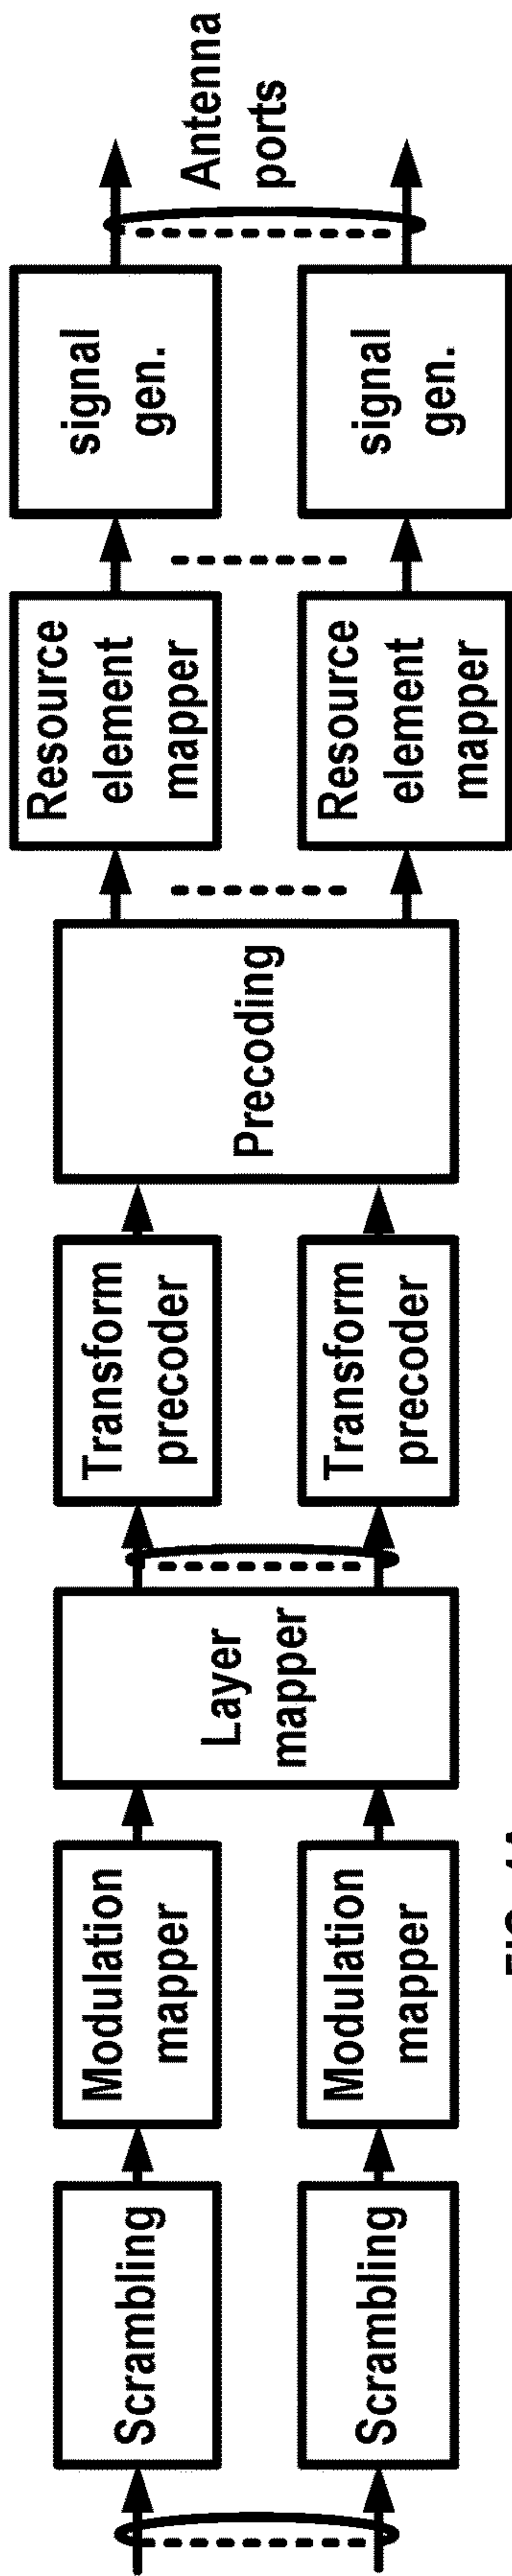 Scrambling
Scrambling
Modulation
mapper
Modulation
mapper
Layer
mapper
Transform
precoder
Transform
precoder
Precoding
Resource
element
mapper
Resource
element
mapper
signal
gen.
signal
gen.
Antenna
ports